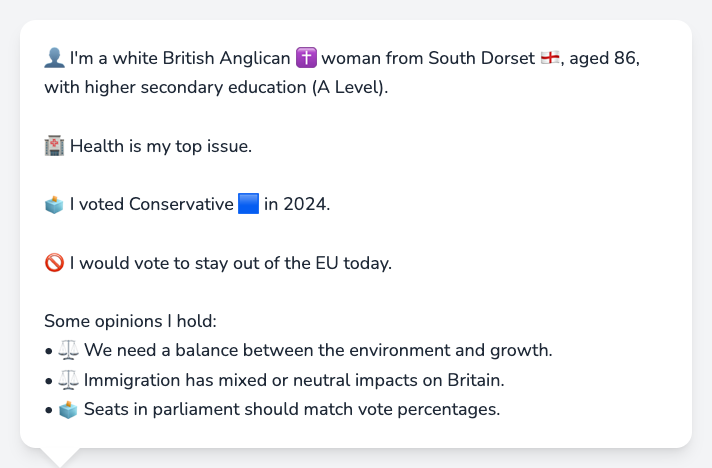 👤 I'm a white British Anglican ✝️ woman from South Dorset 🏴󠁧󠁢󠁥󠁮󠁧󠁿, aged 86,
with higher secondary education (A Level).
🏥 Health is my top issue.
🗳️ I voted Conservative 🟦 in 2024.
🚫 I would vote to stay out of the EU today.
Some opinions I hold:
• ⚖️ We need a balance between the environment and growth.
• ⚖️ Immigration has mixed or neutral impacts on Britain.
• 🗳️ Seats in parliament should match vote percentages.